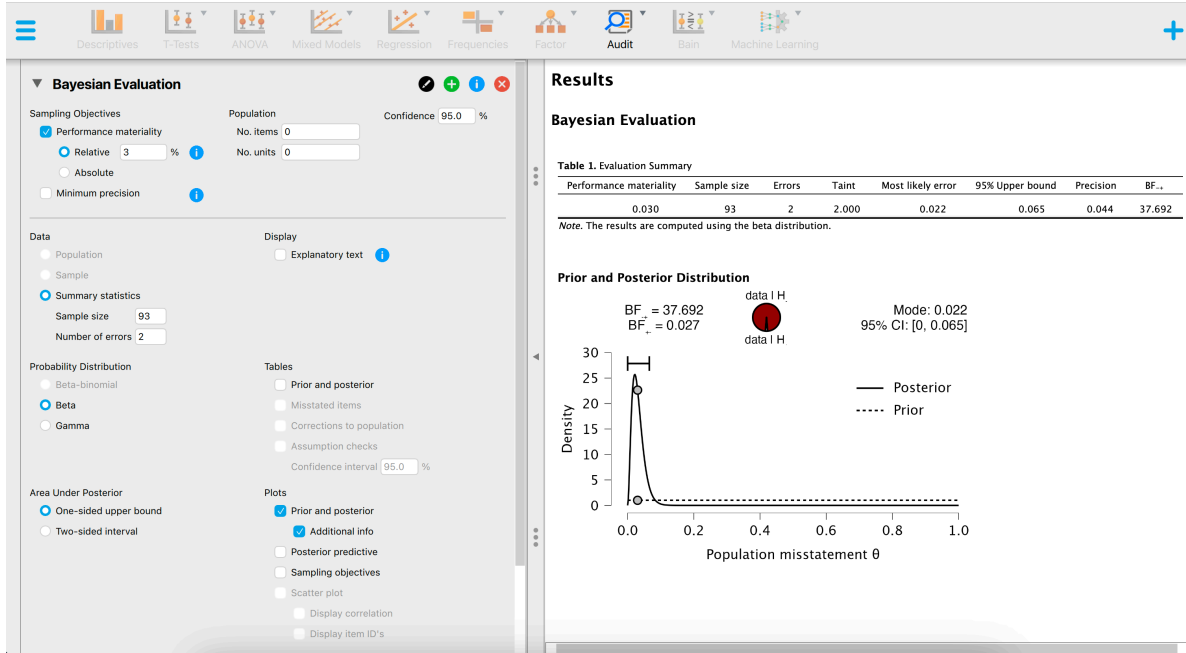 Descriptives T-Tests ANOVA Mixed Models Regression Frequencies Factor Audit Bain Machine Learning
Bayesian Evaluation
Sampling Objectives
Performance materiality
Relative 3 %
Absolute
Minimum precision
Population
No. items 0
No. units 0
Confidence 95.0 %
Data
Population
Sample
Summary statistics
Sample size 93
Number of errors 2
Display
Explanatory text
Probability Distribution
Beta-binomial
Beta
Gamma
Tables
Prior and posterior
Misstated items
Corrections to population
Assumption checks
Confidence interval 95.0 %
Area Under Posterior
One-sided upper bound
Two-sided interval
Plots
Prior and posterior
Additional info
Posterior predictive
Sampling objectives
Scatter plot
Display correlation
Display item ID's
Results
Bayesian Evaluation
Table 1. Evaluation Summary
Performance materiality Sample size Errors Taint Most likely error 95% Upper bound Precision BF₋₊
0.030 93 2 2.000 0.022 0.065 0.044 37.692
Note. The results are computed using the beta distribution.
Prior and Posterior Distribution
BF₋₊ = 37.692
BF₊₋ = 0.027
data | H
data | H
Mode: 0.022
95% CI: [0, 0.065]
Density
30
25
20
15
10
5
0
Posterior
Prior
0.0 0.2 0.4 0.6 0.8 1.0
Population misstatement θ